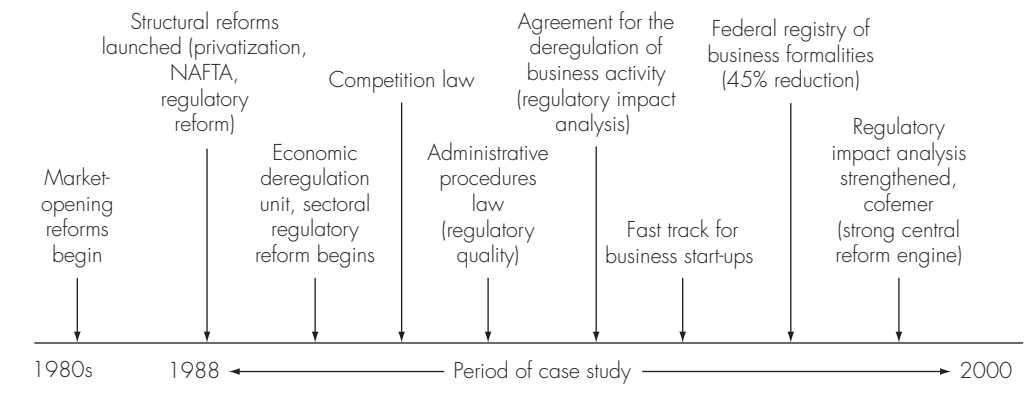 Structural reforms
launched (privatization,
NAFTA,
regulatory
reform)
Agreement for the
deregulation of
business activity
(regulatory impact
analysis)
Federal registry of
business formalities
(45% reduction)
Competition law
Regulatory
impact analysis
strengthened,
cofemer
(strong central
reform engine)
Market-
opening
reforms
begin
Economic
deregulation
unit, sectoral
regulatory
reform begins
Administrative
procedures
law
(regulatory
quality)
Fast track for
business start-ups
1980s
1988
Period of case study
2000